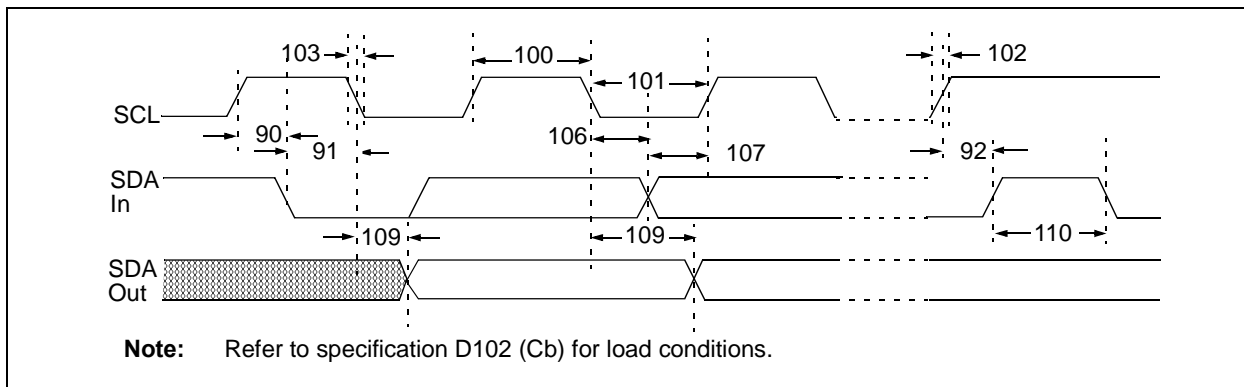 103
100
101
102
SCL
90
91
106
107
92
SDA
In
109
109
110
SDA
Out
Note: Refer to specification D102 (Cb) for load conditions.